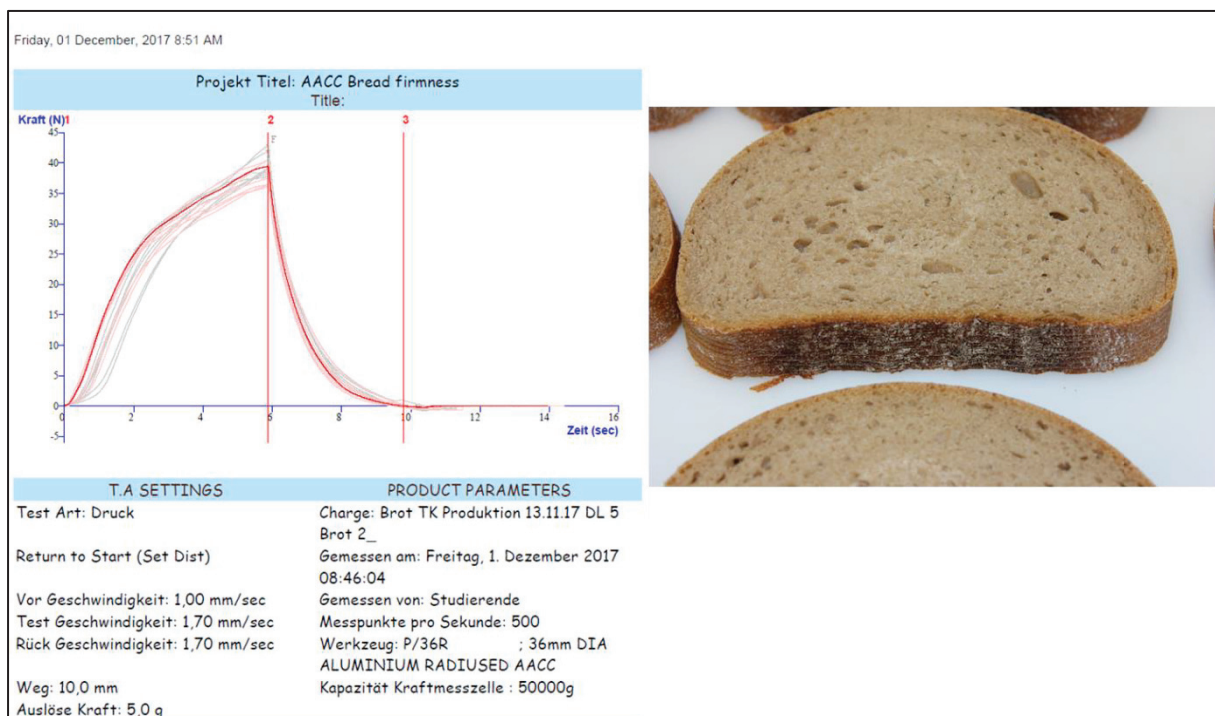 Friday, 01 December, 2017 8:51 AM
Projekt Titel: AACC Bread firmness
Title:
Kraft (N)
1
2
3
F
45
40
35
30
25
20
15
10
5
0
-5
0
2
4
6
8
10
12
14
16
Zeit (sec)
T.A SETTINGS
Test Art: Druck
Return to Start (Set Dist)
Vor Geschwindigkeit: 1,00 mm/sec
Test Geschwindigkeit: 1,70 mm/sec
Rück Geschwindigkeit: 1,70 mm/sec
Weg: 10,0 mm
Auslöse Kraft: 5,0 g
PRODUCT PARAMETERS
Charge: Brot TK Produktion 13.11.17 DL 5
Brot 2_
Gemessen am: Freitag, 1. Dezember 2017
08:46:04
Gemessen von: Studierende
Messpunkte pro Sekunde: 500
Werkzeug: P/36R ; 36mm DIA
ALUMINIUM RADIUSED AACC
Kapazität Kraftmesszelle : 50000g